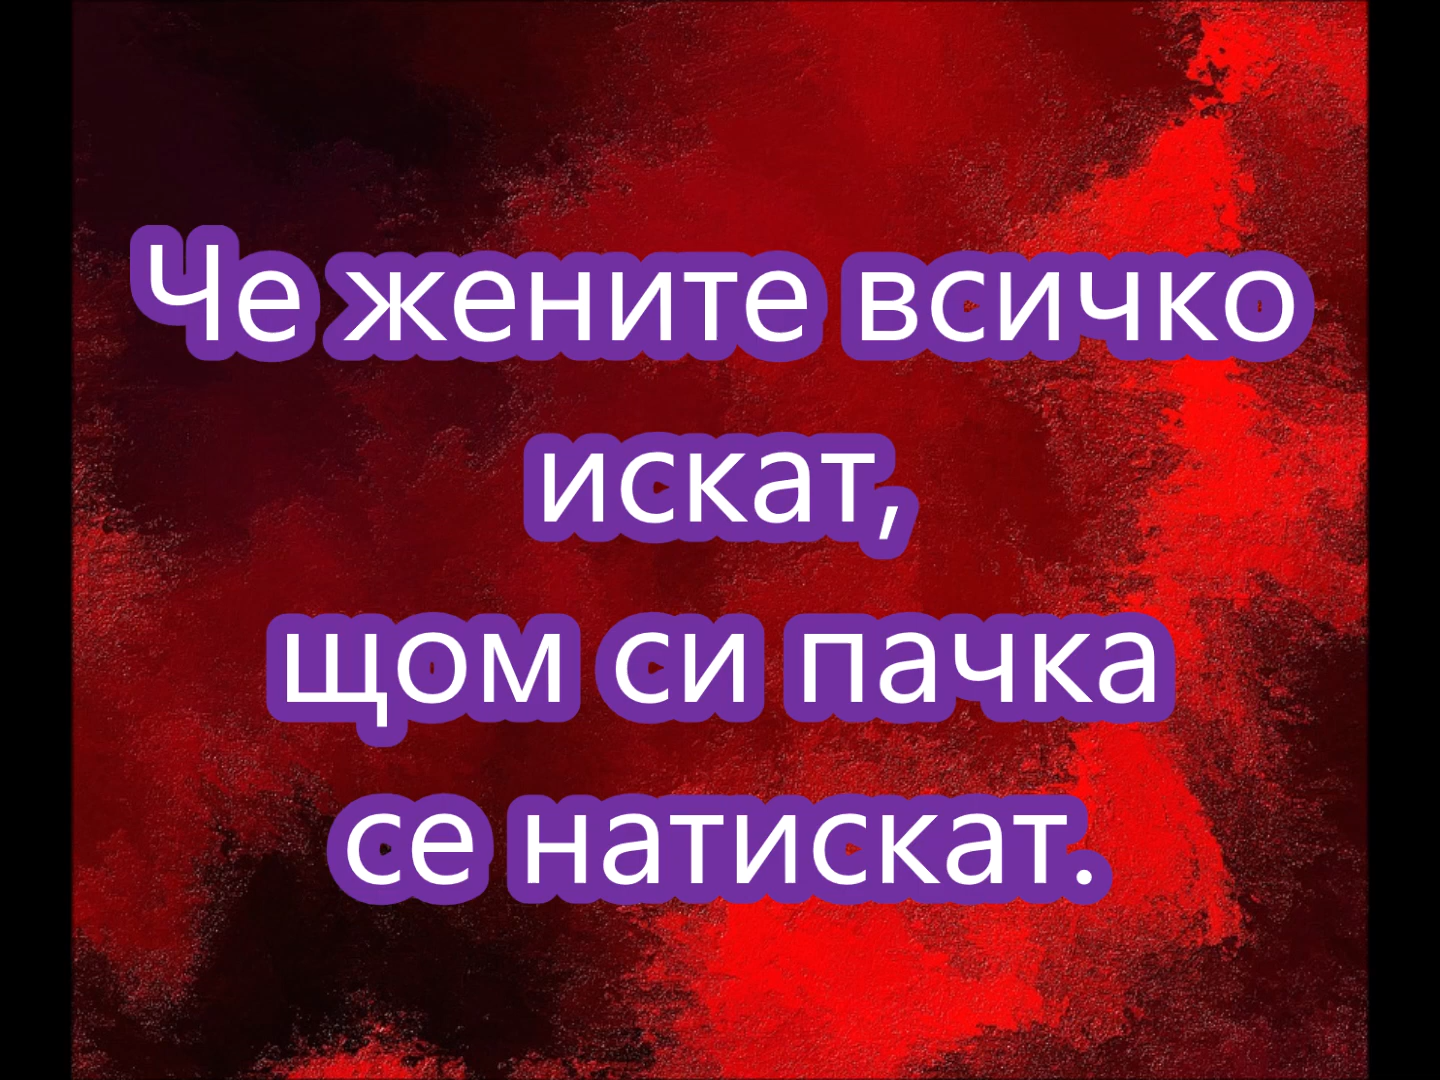 Че жените всичко
искат,
щом си пачка
се натискат.